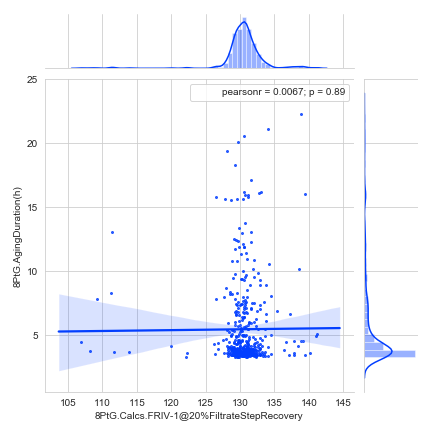 pearsonr = 0.0067; p = 0.89
25
20
15
10
5
8PtG.AgingDuration(h)
105 110 115 120 125 130 135 140 145
8PtG.Calcs.FRIV-1@20%FiltrateStepRecovery